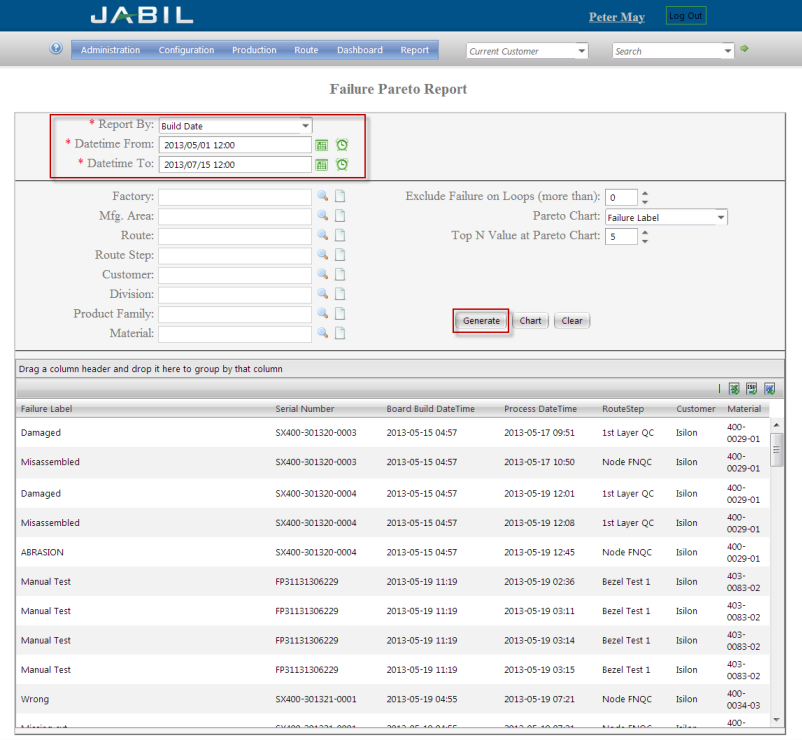 JABIL
Peter May Log Out
Administration Configuration Production Route Dashboard Report Current Customer Search
Failure Pareto Report
* Report By: Build Date
* Datetime From: 2013/05/01 12:00
* Datetime To: 2013/07/15 12:00
Factory: Exclude Failure on Loops (more than): 0
Mfg. Area: Pareto Chart: Failure Label
Route: Top N Value at Pareto Chart: 5
Route Step:
Customer:
Division:
Product Family:
Material:
Generate Chart Clear
Drag a column header and drop it here to group by that column
Failure Label Serial Number Board Build DateTime Process DateTime RouteStep Customer Material
Damaged SX400-301320-0003 2013-05-15 04:57 2013-05-17 09:51 1st Layer QC Isilon 400-
0029-01
Misassembled SX400-301320-0003 2013-05-15 04:57 2013-05-17 10:50 Node FNQC Isilon 400-
0029-01
Damaged SX400-301320-0004 2013-05-15 04:57 2013-05-19 12:01 1st Layer QC Isilon 400-
0029-01
Misassembled SX400-301320-0004 2013-05-15 04:57 2013-05-19 12:08 1st Layer QC Isilon 400-
0029-01
ABRASION SX400-301320-0004 2013-05-15 04:57 2013-05-19 12:45 Node FNQC Isilon 400-
0029-01
Manual Test FP31131306229 2013-05-19 11:19 2013-05-19 02:36 Bezel Test 1 Isilon 403-
0083-02
Manual Test FP31131306229 2013-05-19 11:19 2013-05-19 03:11 Bezel Test 1 Isilon 403-
0083-02
Manual Test FP31131306229 2013-05-19 11:19 2013-05-19 03:14 Bezel Test 1 Isilon 403-
0083-02
Manual Test FP31131306229 2013-05-19 11:19 2013-05-19 03:15 Bezel Test 1 Isilon 403-
0083-02
Wrong SX400-301321-0001 2013-05-19 04:55 2013-05-19 07:21 Node FNQC Isilon 400-
0034-03
400-